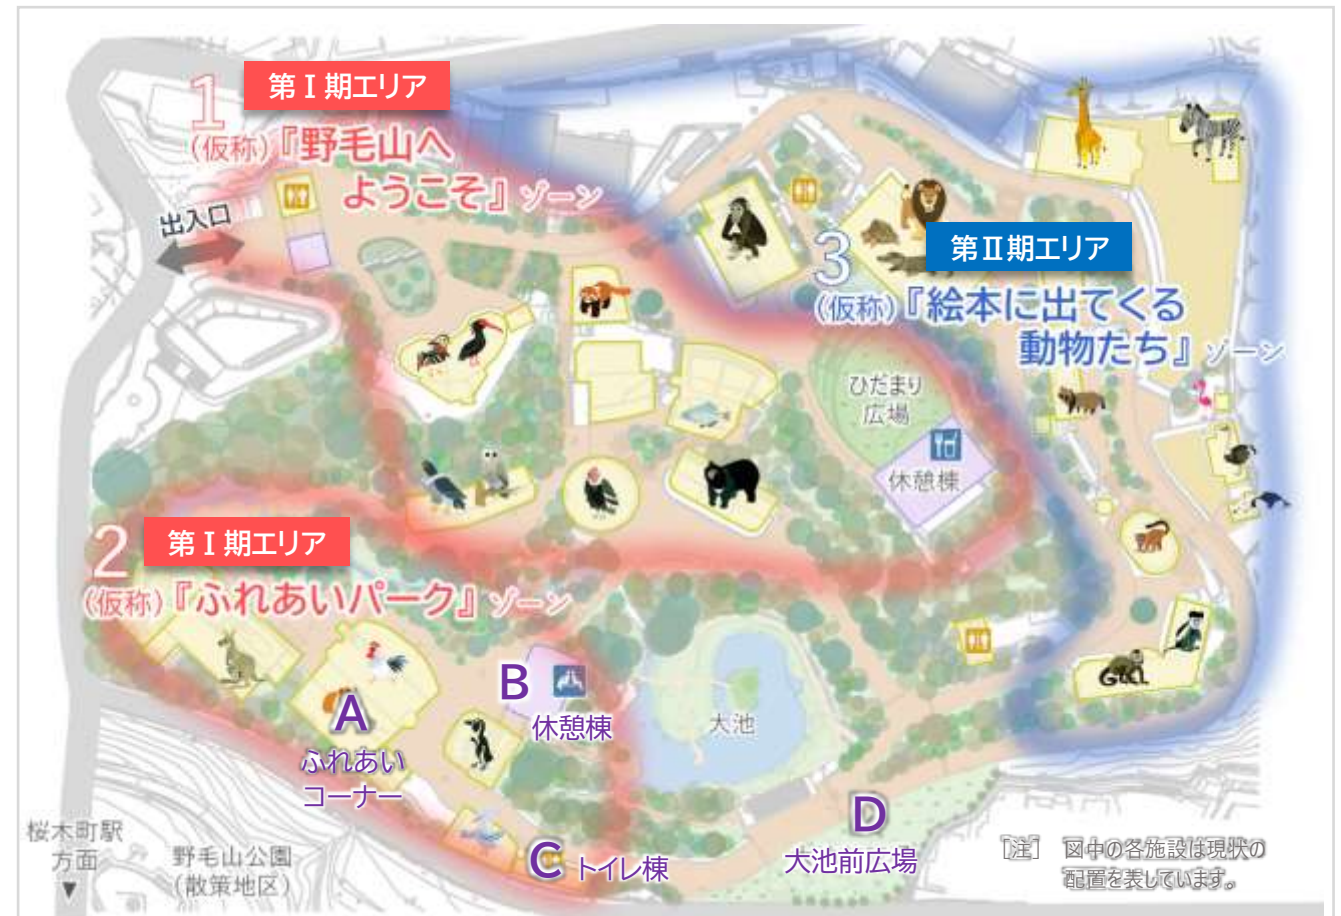 第Ⅰ期エリア
1
(仮称)『野毛山へ
ようこそ』ゾーン
出入口
3
第Ⅱ期エリア
(仮称)『絵本に出てくる
動物たち』ゾーン
ひだまり
広場
休憩棟
2
第Ⅰ期エリア
(仮称)『ふれあいパーク』ゾーン
A
ふれあい
コーナー
B
休憩棟
大池
C トイレ棟
D
大池前広場
桜木町駅
方面
▼
野毛山公園
(散策地区)
[注] 図中の各施設は現状の
配置を表しています。